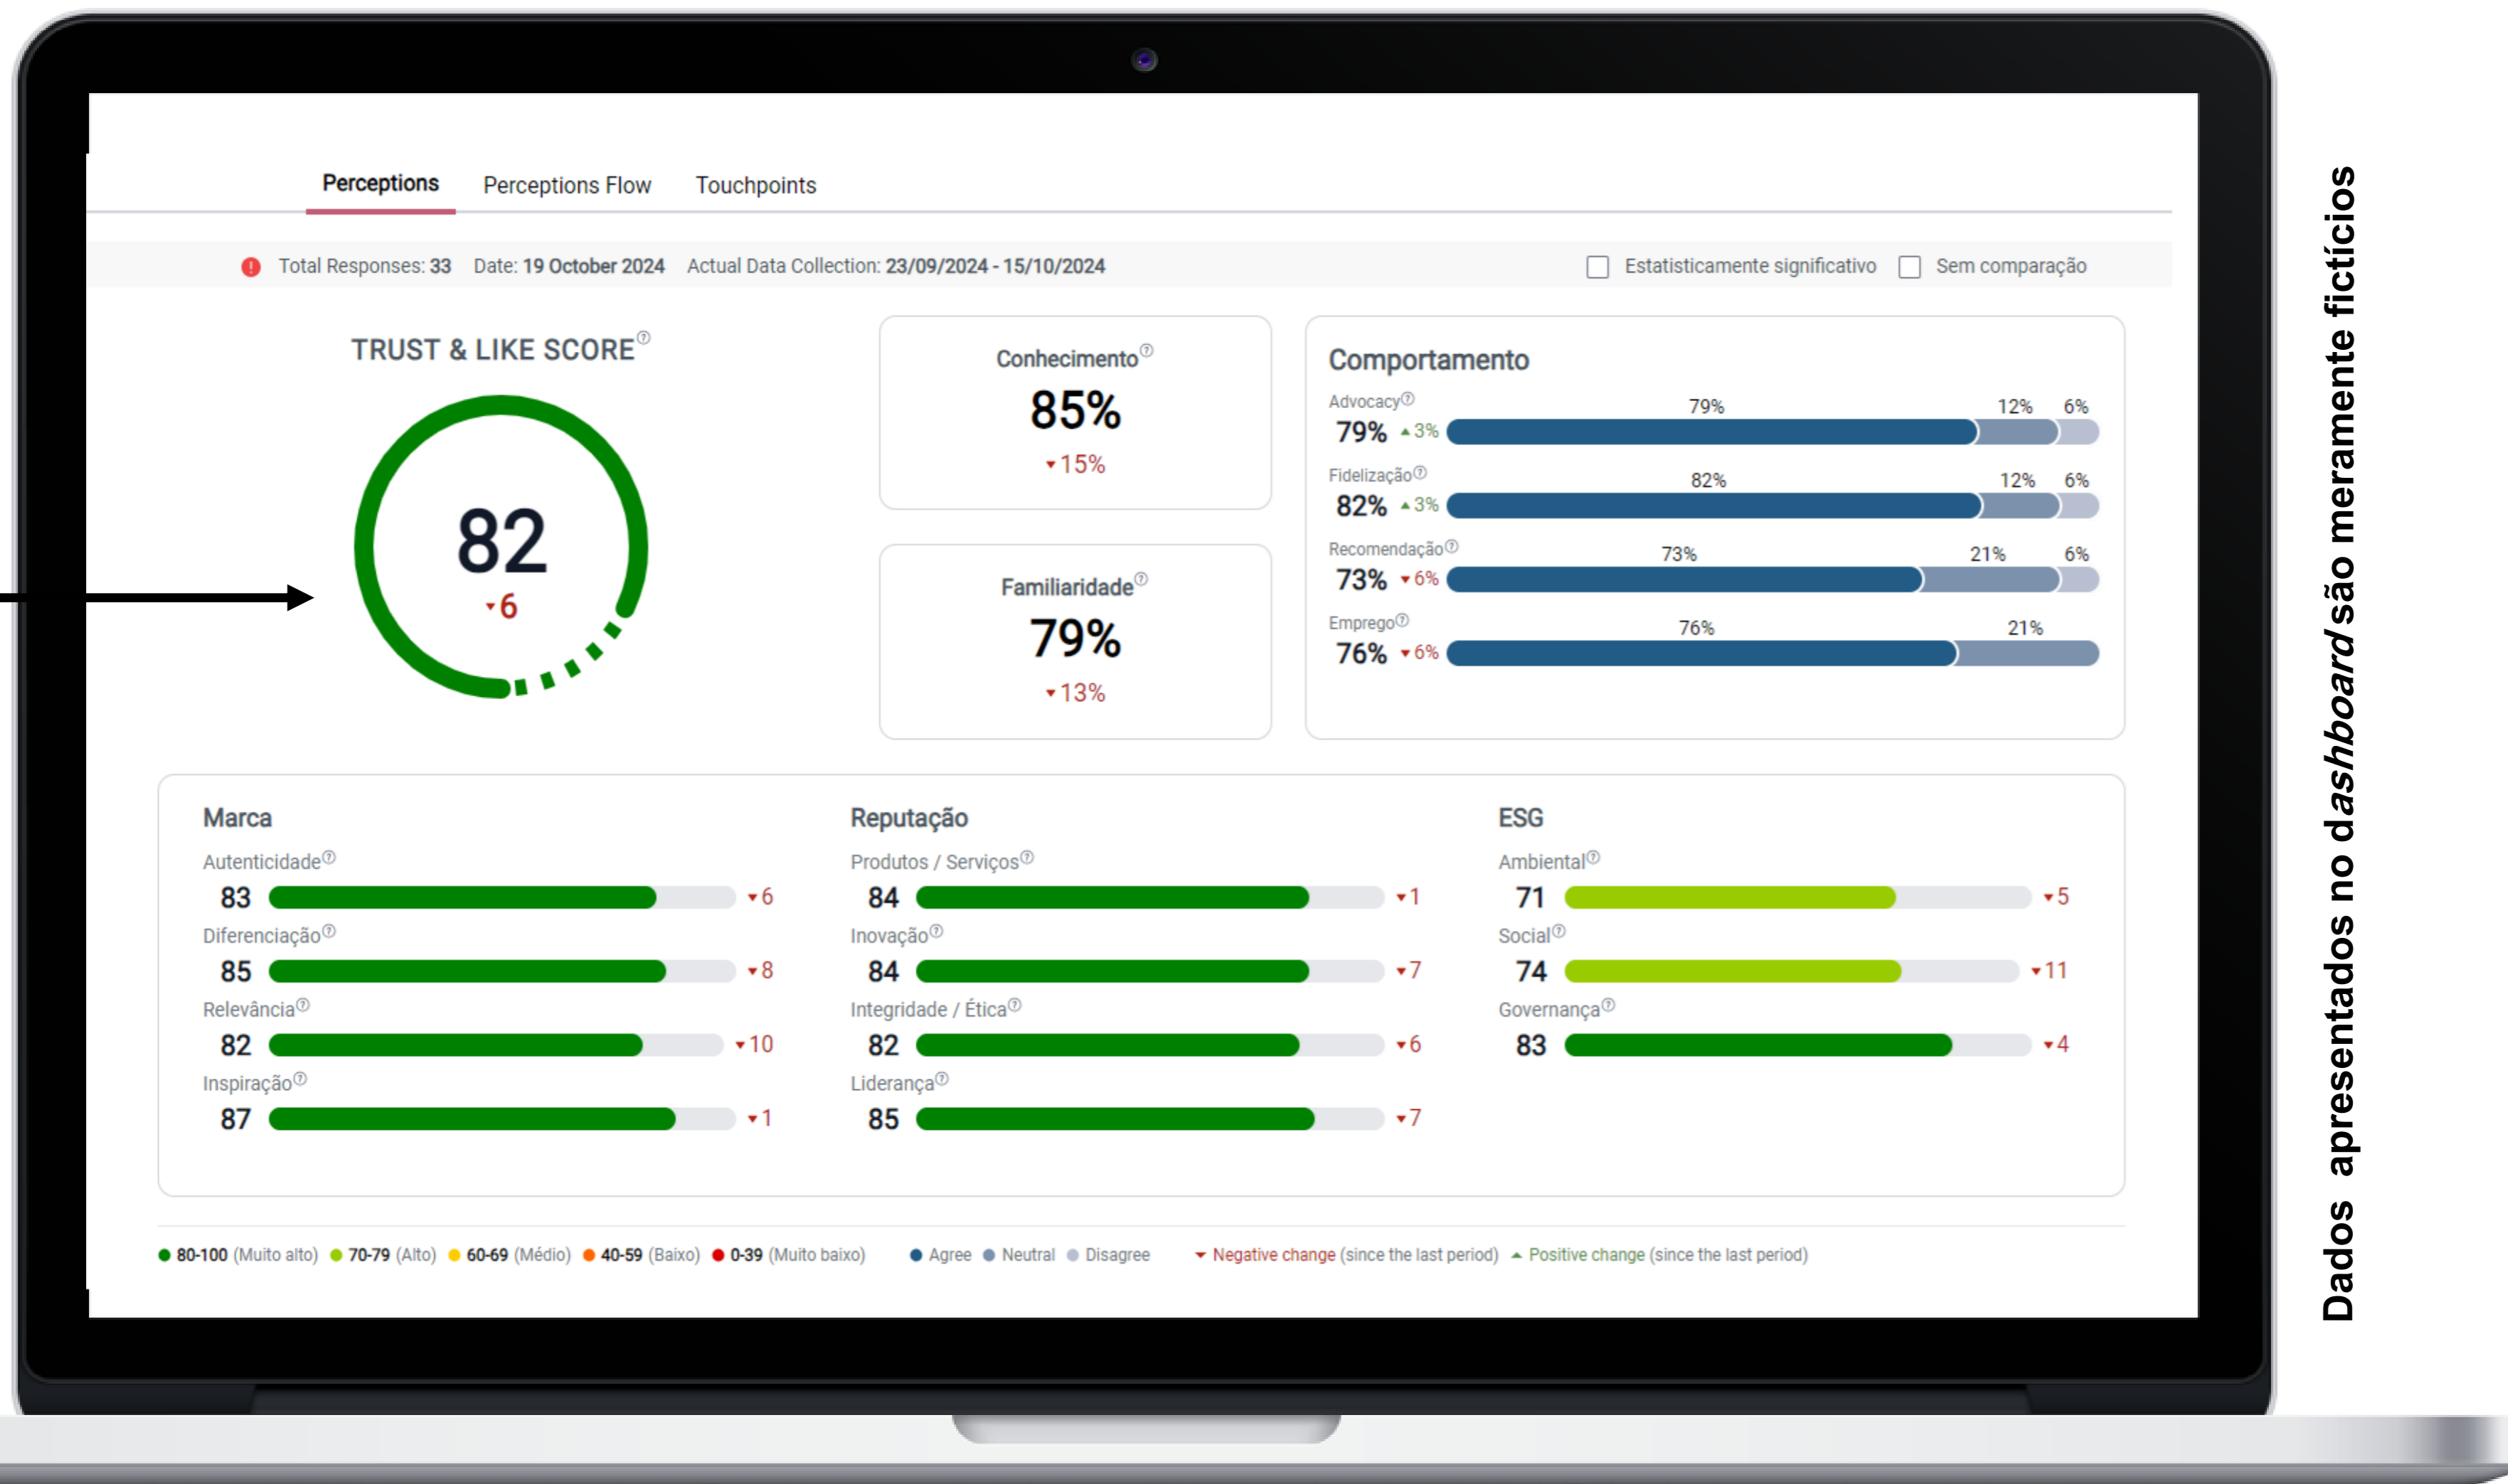 Perceptions Perceptions Flow Touchpoints
Total Responses: 33 Date: 19 October 2024 Actual Data Collection: 23/09/2024 - 15/10/2024 Estatisticamente significativo Sem comparação
TRUST & LIKE SCORE
82
▼6
Conhecimento
85%
▼15%
Familiaridade
79%
▼13%
Comportamento
Advocacy
79% ▲3% 79% 12% 6%
Fidelização
82% ▲3% 82% 12% 6%
Recomendação
73% ▼6% 73% 21% 6%
Emprego
76% ▼6% 76% 21%
Marca
Autenticidade
83 ▼6
Diferenciação
85 ▼8
Relevância
82 ▼10
Inspiração
87 ▼1
Reputação
Produtos / Serviços
84 ▼1
Inovação
84 ▼7
Integridade / Ética
82 ▼6
Liderança
85 ▼7
ESG
Ambiental
71 ▼5
Social
74 ▼11
Governança
83 ▼4
80-100 (Muito alto) 70-79 (Alto) 60-69 (Médio) 40-59 (Baixo) 0-39 (Muito baixo) Agree Neutral Disagree ▼ Negative change (since the last period) ▲ Positive change (since the last period)
Dados apresentados no dashboard são meramente fictícios